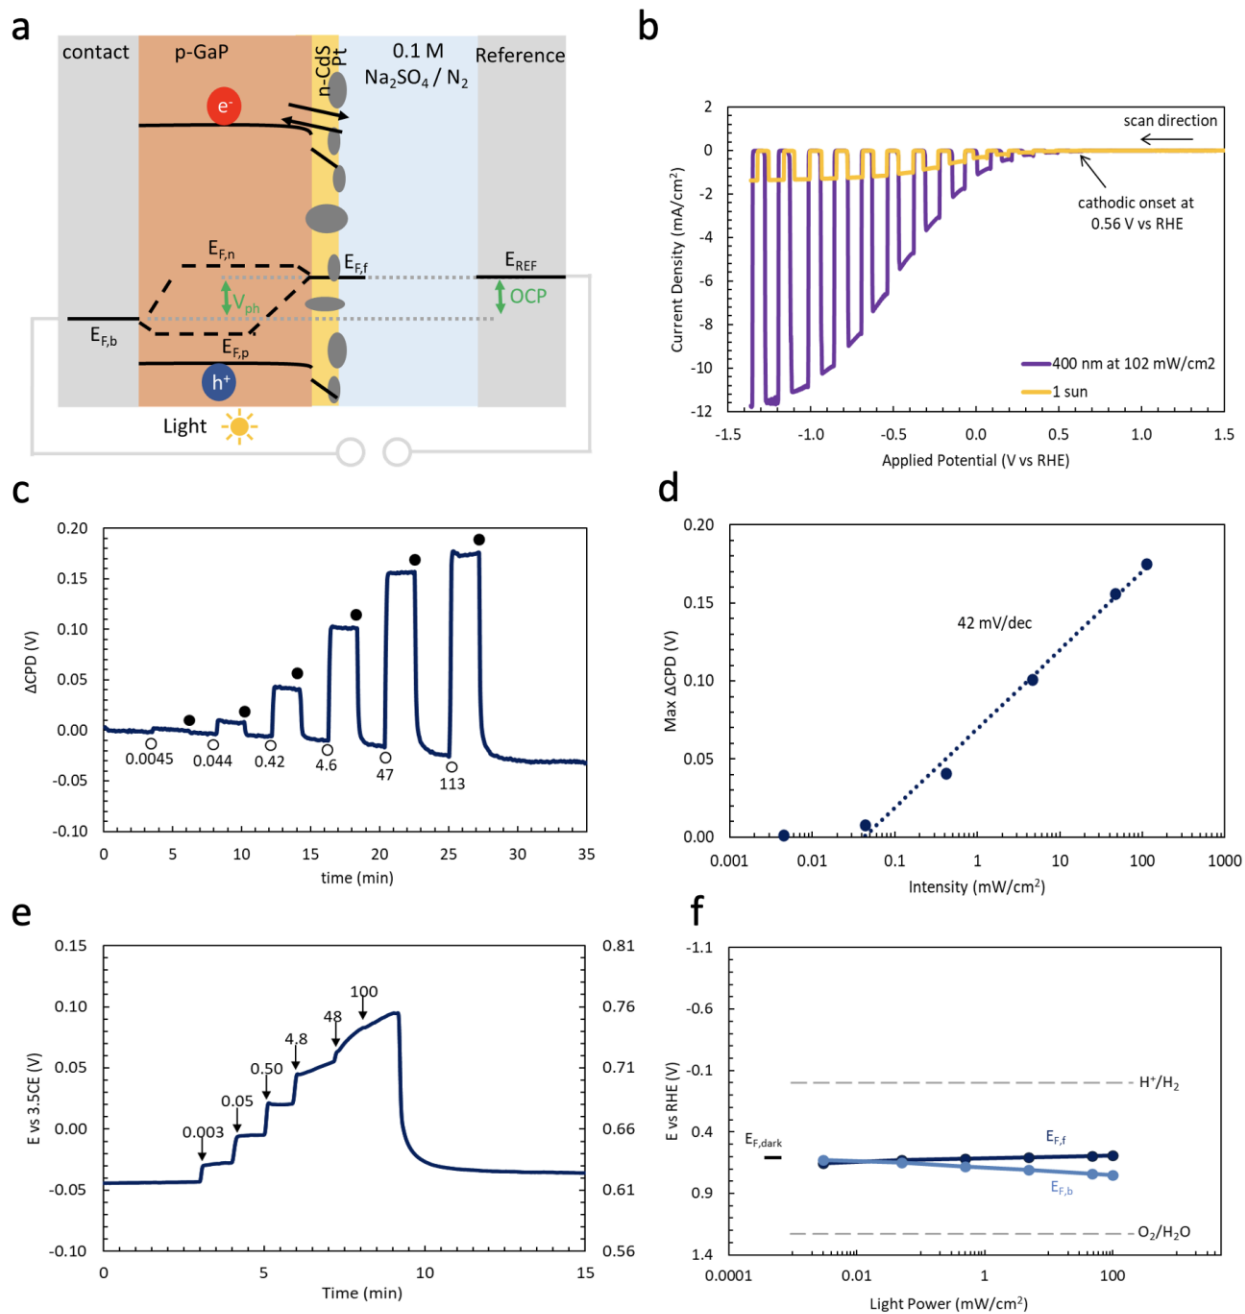 a
contact
p-GaP
n-CdS
Pt
0.1 M
Na₂SO₄ / N₂
Reference
e⁻
E_F,n
E_F,f
E_REF
V_ph
OCP
E_F,b
E_F,p
h⁺
Light
b
2
0
-2
-4
-6
-8
-10
-12
Current Density (mA/cm²)
scan direction
cathodic onset at
0.56 V vs RHE
400 nm at 102 mW/cm2
1 sun
-1.5
-1.0
-0.5
0.0
0.5
1.0
1.5
Applied Potential (V vs RHE)
c
0.20
0.15
0.10
0.05
0.00
-0.05
-0.10
ΔCPD (V)
0.0045
0.044
0.42
4.6
47
113
0
5
10
15
20
25
30
35
time (min)
d
0.20
0.15
0.10
0.05
0.00
Max ΔCPD (V)
42 mV/dec
0.001
0.01
0.1
1
10
100
1000
Intensity (mW/cm²)
e
0.15
0.10
0.05
0.00
-0.05
-0.10
E vs 3.5CE (V)
0.003
0.05
0.50
4.8
48
100
0.81
0.76
0.71
0.66
0.61
0.56
0
5
10
15
Time (min)
f
-1.1
-0.6
-0.1
0.4
0.9
1.4
E vs RHE (V)
H⁺/H₂
E_F,dark
E_F,f
E_F,b
O₂/H₂O
0.0001
0.01
1
100
Light Power (mW/cm²)